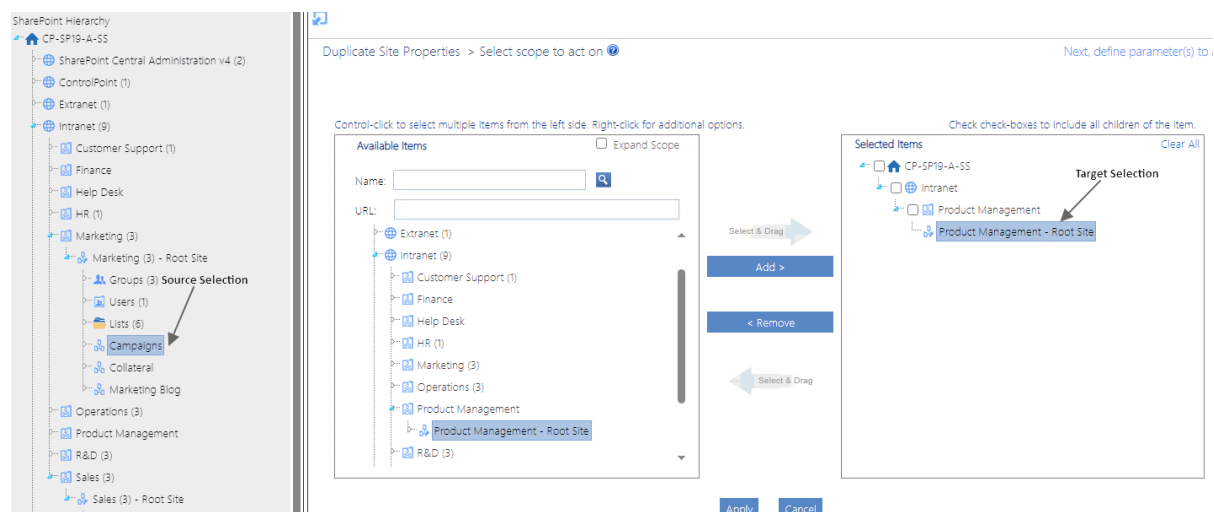 SharePoint Hierarchy
CP-SP19-A-SS
SharePoint Central Administration v4 (2)
ControlPoint (1)
Extranet (1)
Intranet (9)
Customer Support (1)
Finance
Help Desk
HR (1)
Marketing (3)
Marketing (3) - Root Site
Groups (3) Source Selection
Users (1)
Lists (6)
Campaigns
Collateral
Marketing Blog
Operations (3)
Product Management
R&D (3)
Sales (3)
Sales (3) - Root Site
Duplicate Site Properties > Select scope to act on
Next, define parameter(s) to
Control-click to select multiple items from the left side. Right-click for additional options.
Check check-boxes to include all children of the item.
Available Items
Expand Scope
Name:
URL:
Extranet (1)
Intranet (9)
Customer Support (1)
Finance
Help Desk
HR (1)
Marketing (3)
Operations (3)
Product Management
Product Management - Root Site
R&D (3)
Select & Drag
Add >
< Remove
Select & Drag
Selected Items
Clear All
CP-SP19-A-SS
Target Selection
Intranet
Product Management
Product Management - Root Site
Apply
Cancel